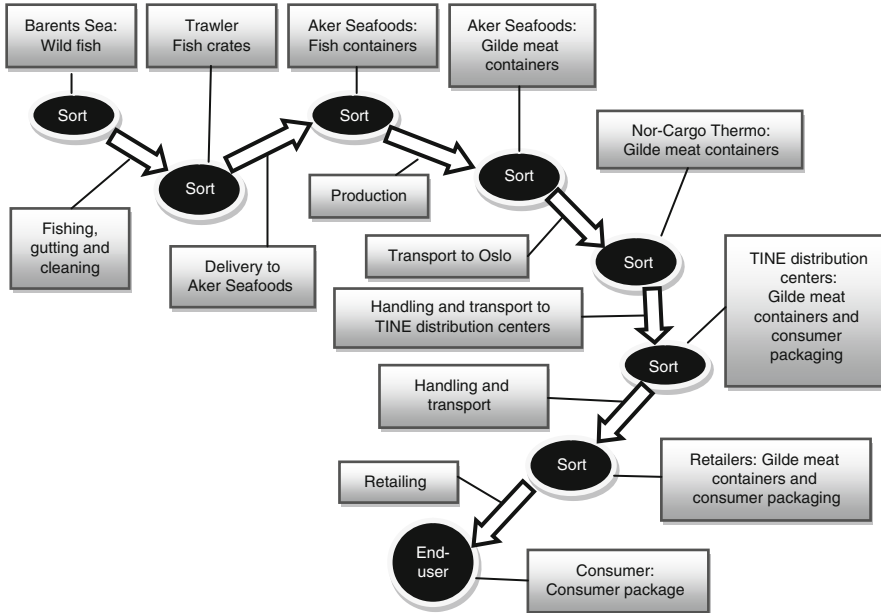 Barents Sea:
Wild fish
Trawler
Fish crates
Aker Seafoods:
Fish containers
Aker Seafoods:
Gilde meat
containers
Sort
Sort
Sort
Sort
Nor-Cargo Thermo:
Gilde meat containers
Fishing,
gutting and
cleaning
Delivery to
Aker Seafoods
Production
Transport to Oslo
Sort
TINE distribution
centers:
Gilde meat
containers and
consumer
packaging
Handling and transport to
TINE distribution centers
Sort
Handling and
transport
Sort
Retailers: Gilde meat
containers and
consumer packaging
Retailing
End-
user
Consumer:
Consumer package